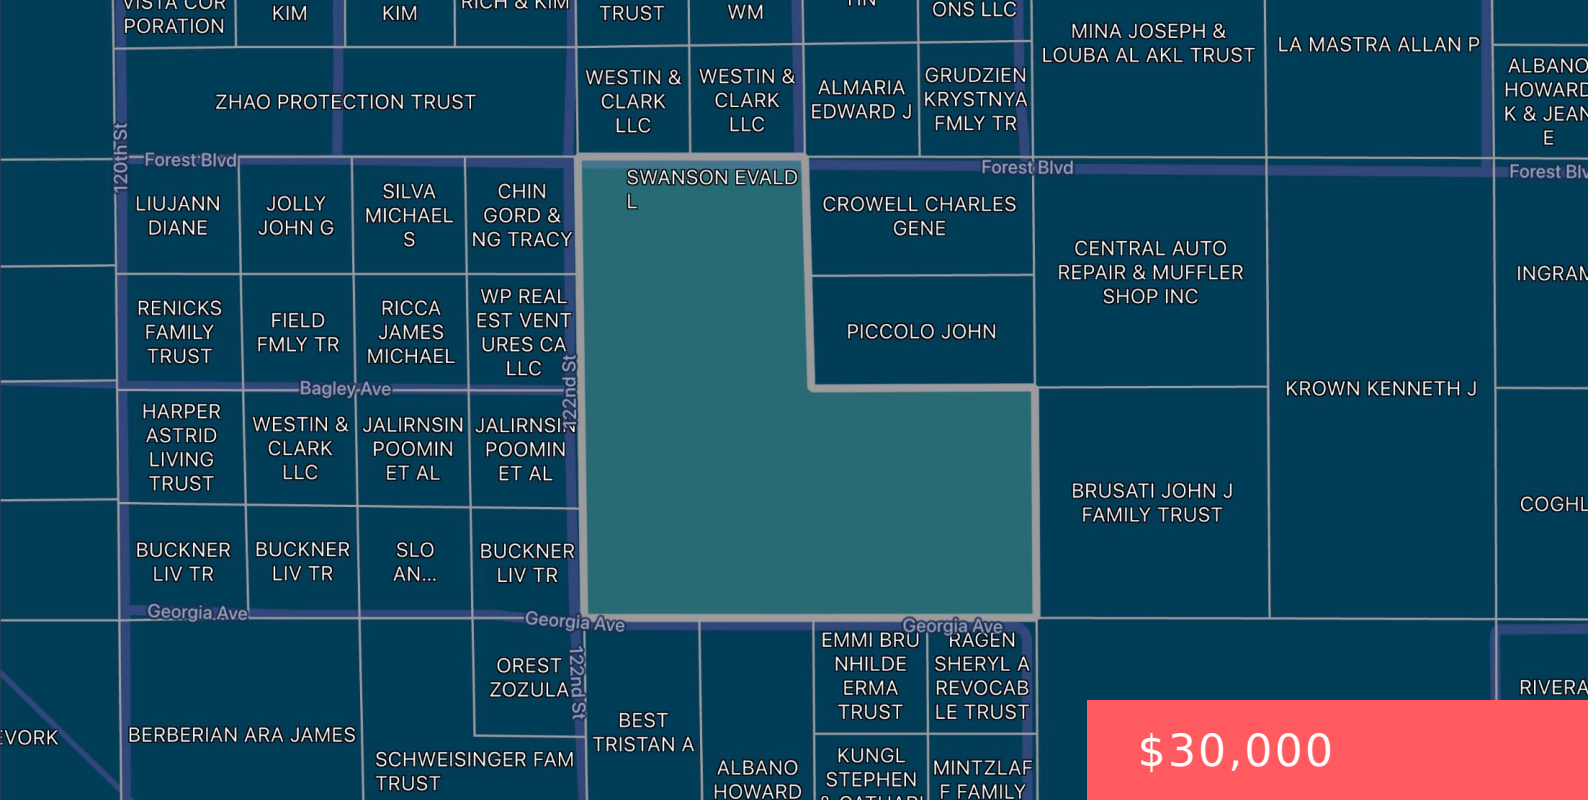 VISTA COR
PORATION
KIM
KIM
RICH & KIM
TRUST
WM
ONS LLC
MINA JOSEPH &
LOUBA AL AKL TRUST
LA MASTRA ALLAN P
ZHAO PROTECTION TRUST
WESTIN &
CLARK
LLC
WESTIN &
CLARK
LLC
ALMARIA
EDWARD J
GRUDZIEN
KRYSTNYA
FMLY TR
ALBANO
HOWARD
K & JEAN
E
120th St
Forest Blvd
Forest Blvd
Forest Blv
LIUJANN
DIANE
JOLLY
JOHN G
SILVA
MICHAEL
S
CHIN
GORD &
NG TRACY
SWANSON EVALD
L
CROWELL CHARLES
GENE
CENTRAL AUTO
REPAIR & MUFFLER
SHOP INC
INGRAM
RENICKS
FAMILY
TRUST
FIELD
FMLY TR
RICCA
JAMES
MICHAEL
WP REAL
EST VENT
URES CA
LLC
PICCOLO JOHN
KROWN KENNETH J
Bagley Ave
122nd St
HARPER
ASTRID
LIVING
TRUST
WESTIN &
CLARK
LLC
JALIRNSIN
POOMIN
ET AL
JALIRNSIN
POOMIN
ET AL
BRUSATI JOHN J
FAMILY TRUST
COGHL
BUCKNER
LIV TR
BUCKNER
LIV TR
SLO
AN...
BUCKNER
LIV TR
Georgia Ave
Georgia Ave
Georgia Ave
EVORK
BERBERIAN ARA JAMES
OREST
ZOZULA
122nd St
SCHWEISINGER FAM
TRUST
BEST
TRISTAN A
ALBANO
HOWARD
EMMI BRU
NHILDE
ERMA
TRUST
RAGEN
SHERYL A
REVOCAB
LE TRUST
KUNGL
STEPHEN
MINTZLAF
F FAMILY
RIVERA
$30,000